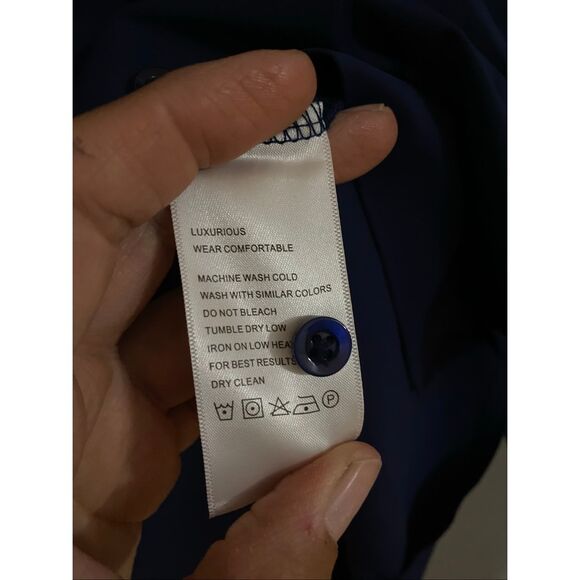 LUXURIOUS
WEAR COMFORTABLE
MACHINE WASH COLD
WASH WITH SIMILAR COLORS
DO NOT BLEACH
TUMBLE DRY LOW
IRON ON LOW HEAT
FOR BEST RESULTS
DRY CLEAN
P